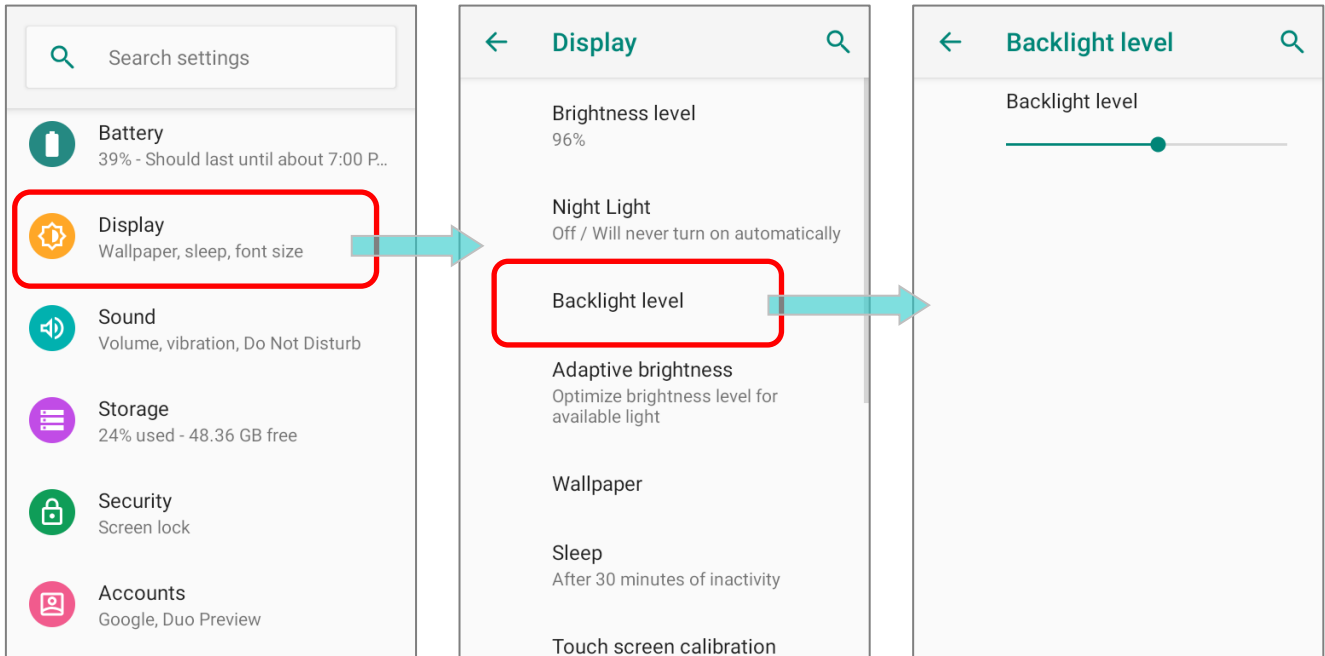 Search settings
Battery
39% - Should last until about 7:00 P...
Display
Wallpaper, sleep, font size
Sound
Volume, vibration, Do Not Disturb
Storage
24% used - 48.36 GB free
Security
Screen lock
Accounts
Google, Duo Preview
Display
Brightness level
96%
Night Light
Off / Will never turn on automatically
Backlight level
Adaptive brightness
Optimize brightness level for
available light
Wallpaper
Sleep
After 30 minutes of inactivity
Touch screen calibration
Backlight level
Backlight level